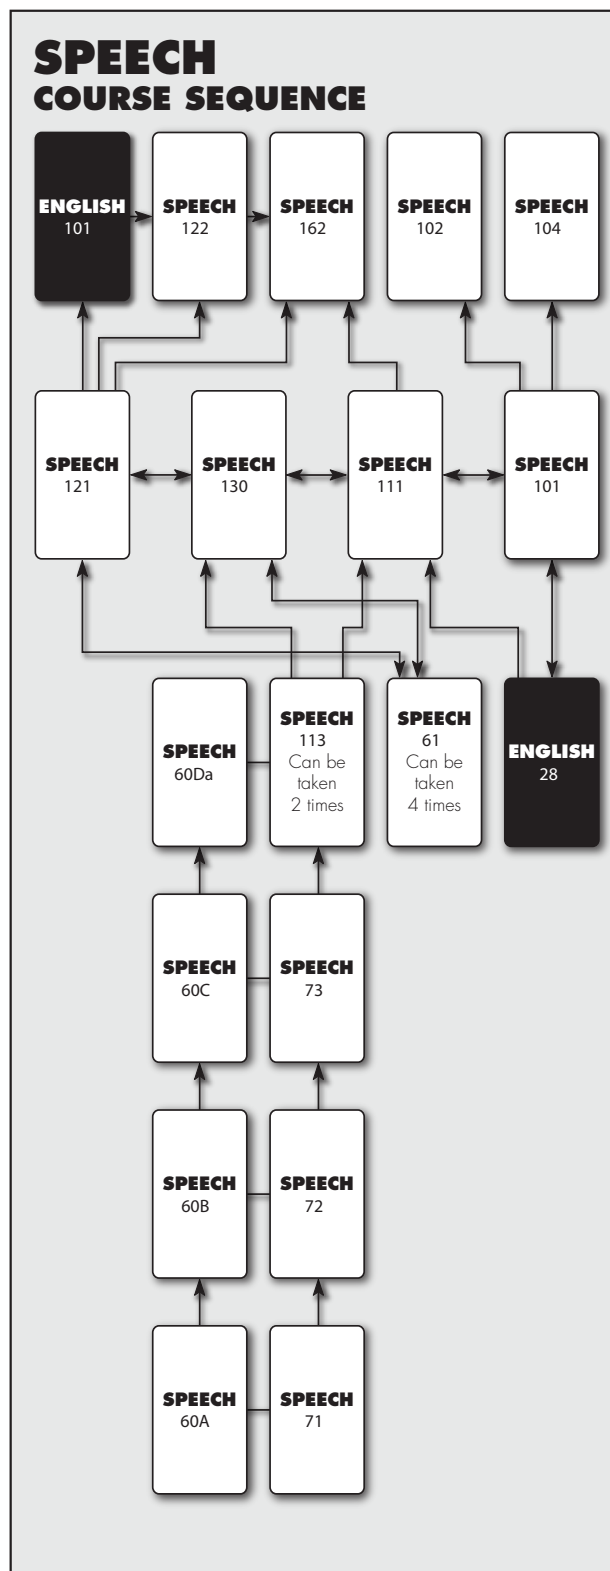 SPEECH
COURSE SEQUENCE
ENGLISH
101
SPEECH
122
SPEECH
162
SPEECH
102
SPEECH
104
SPEECH
121
SPEECH
130
SPEECH
111
SPEECH
101
SPEECH
60Da
SPEECH
113
Can be
taken
2 times
SPEECH
61
Can be
taken
4 times
ENGLISH
28
SPEECH
60C
SPEECH
73
SPEECH
60B
SPEECH
72
SPEECH
60A
SPEECH
71